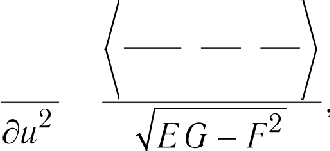 ⟨ — — — ⟩
∂u² √EG − F² ,